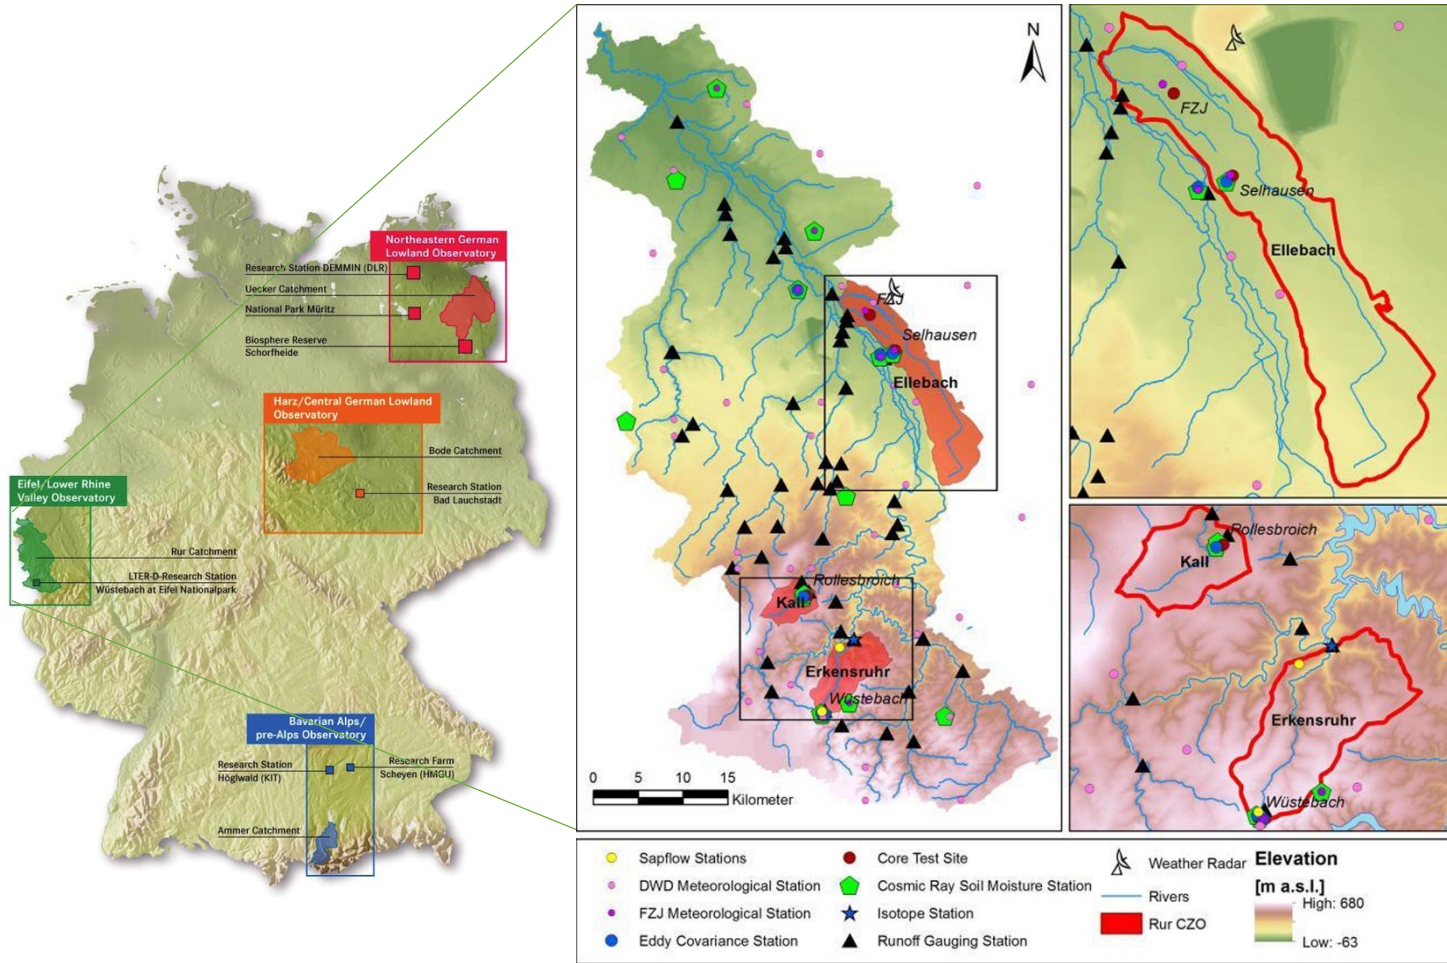 Northeastern German
Lowland Observatory
Research Station DEMMIN (DLR)
Uecker Catchment
National Park Müritz
Biosphere Reserve
Schorfheide
Harz/Central German Lowland
Observatory
Bode Catchment
Research Station
Bad Lauchstadt
Eifel/Lower Rhine
Valley Observatory
Rur Catchment
LTER-D-Research Station
Wüstebach at Eifel Nationalpark
Bavarian Alps/
pre-Alps Observatory
Research Station
Höglwald (KIT)
Research Farm
Scheyen (HMGU)
Ammer Catchment
N
FZJ
Selhausen
Ellebach
Rollesbroich
Kall
Erkensruhr
Wüstebach
0 5 10 15
Kilometer
FZJ
Selhausen
Ellebach
Rollesbroich
Kall
Erkensruhr
Wüstebach
Sapflow Stations
DWD Meteorological Station
FZJ Meteorological Station
Eddy Covariance Station
Core Test Site
Cosmic Ray Soil Moisture Station
Isotope Station
Runoff Gauging Station
Weather Radar
Rivers
Rur CZO
Elevation
[m a.s.l.]
High: 680
Low: -63